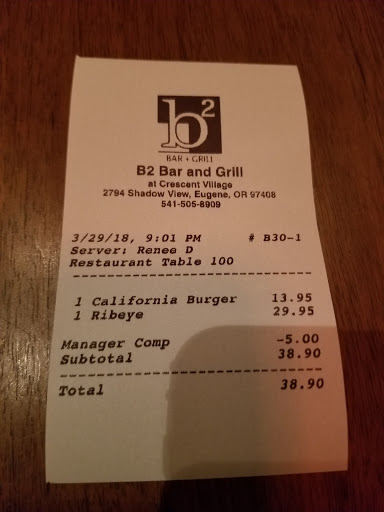 b2
BAR + GRILL
B2 Bar and Grill
at Crescent Village
2794 Shadow View, Eugene, OR 97408
541-505-8909
3/29/18, 9:01 PM # B30-1
Server: Renee D
Restaurant Table 100
1 California Burger 13.95
1 Ribeye 29.95
Manager Comp -5.00
Subtotal 38.90
Total 38.90